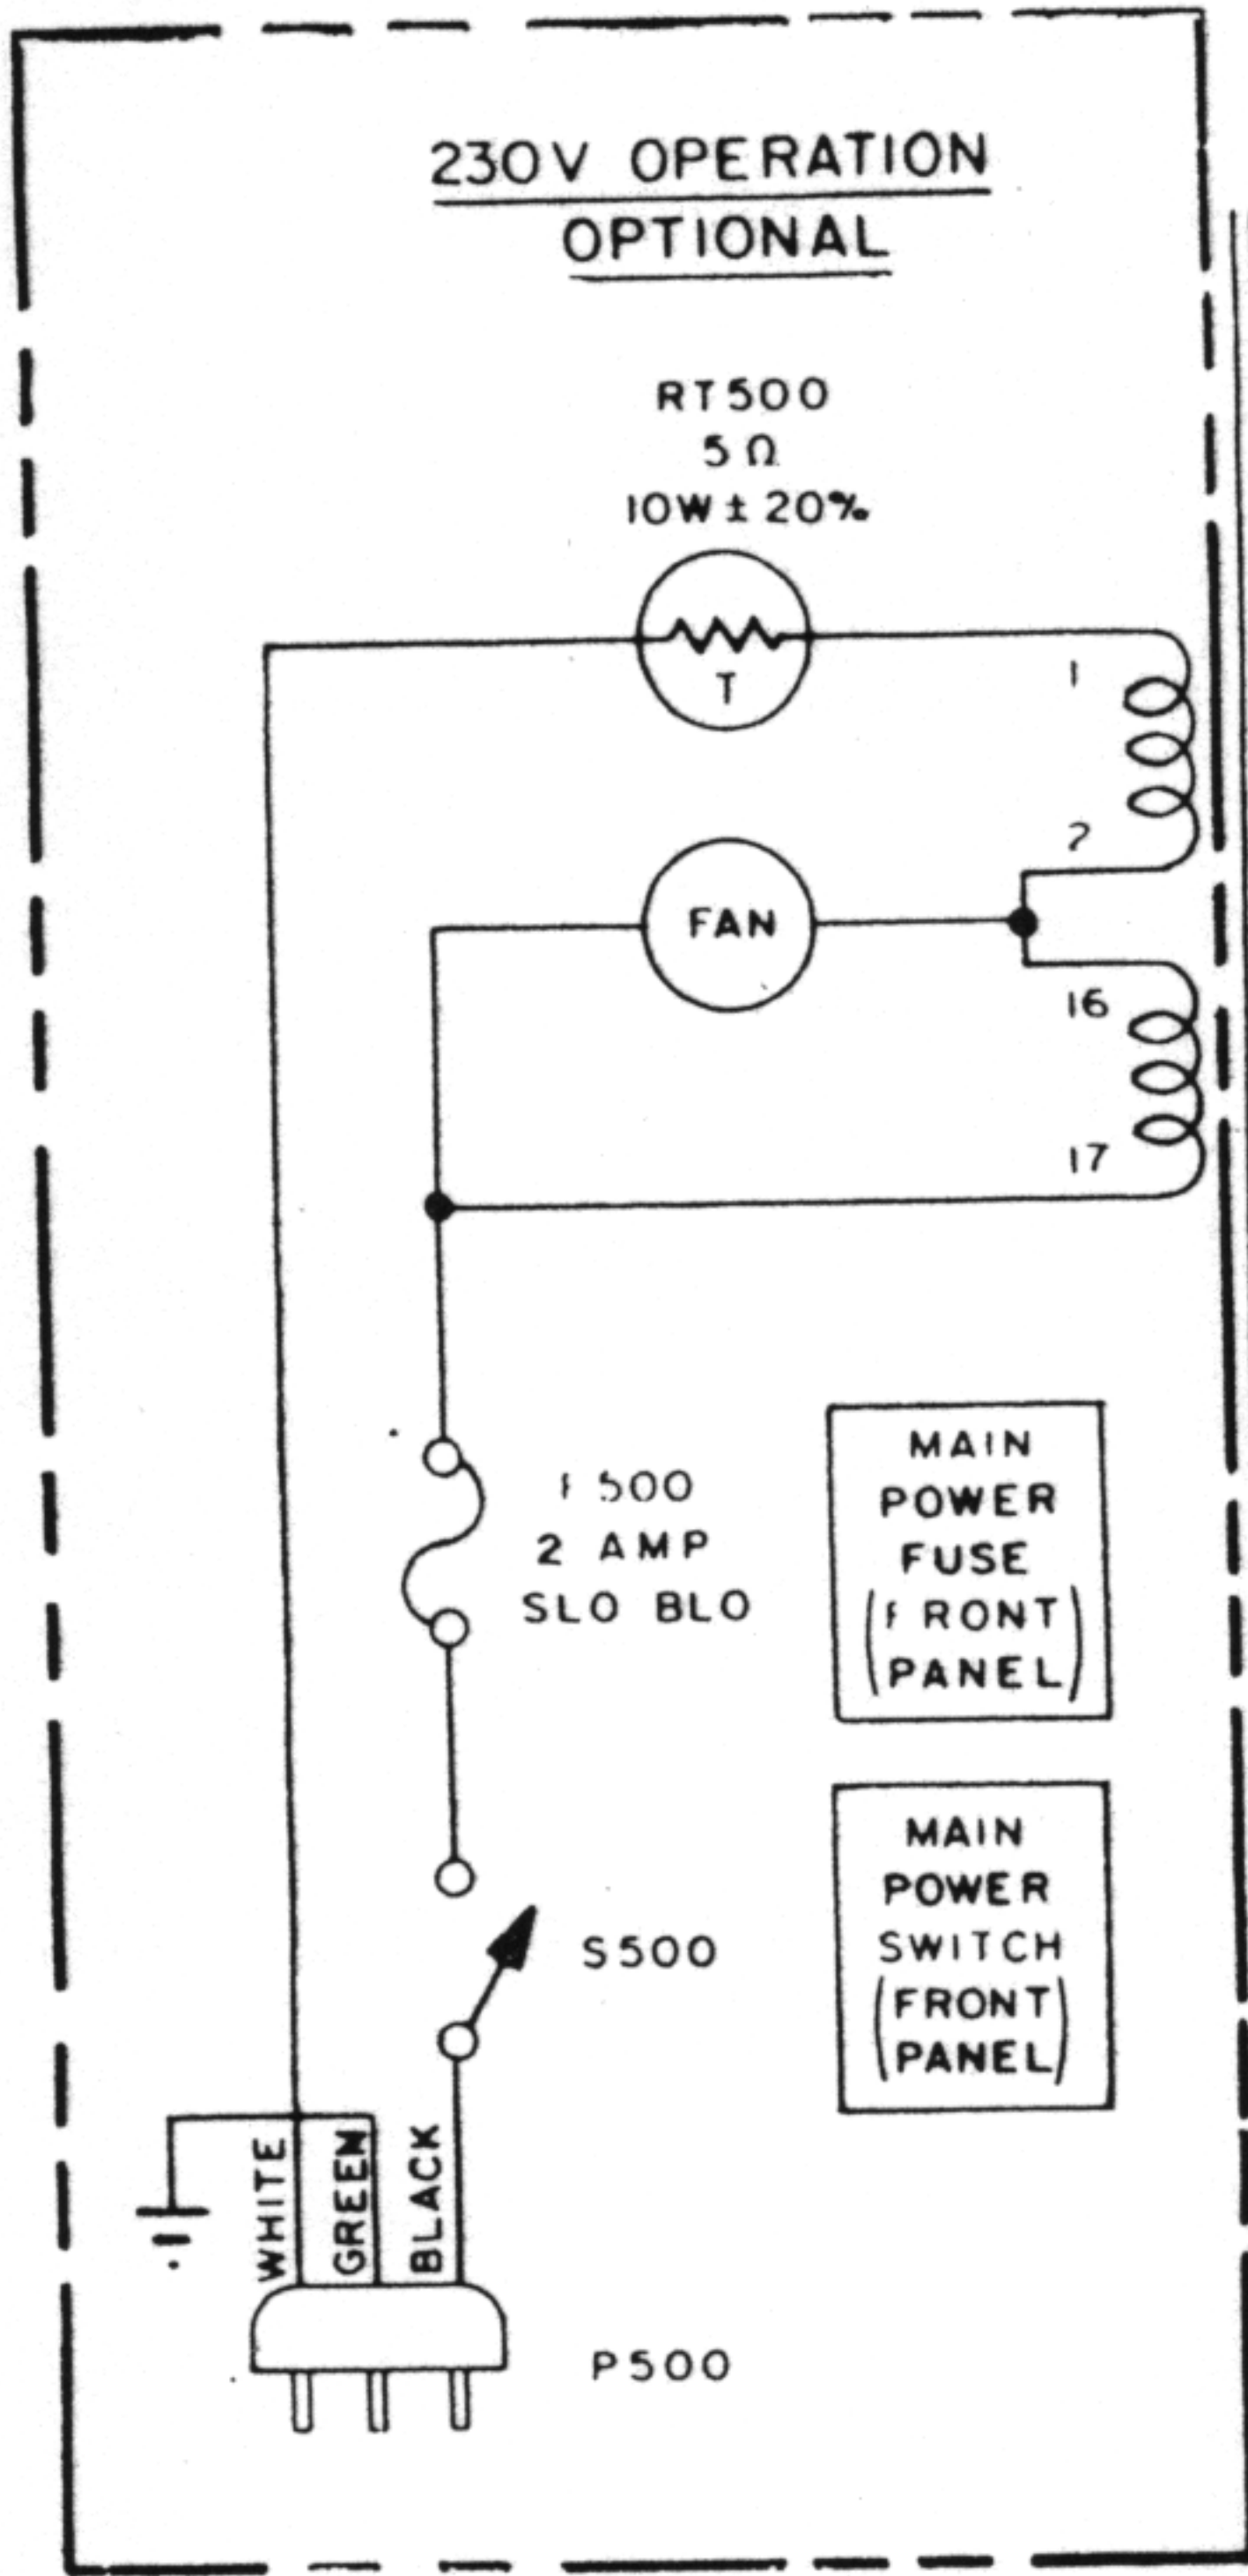 230V OPERATION
OPTIONAL
RT500
5 Ω
10W ± 20%
T
1
2
FAN
16
17
F500
2 AMP
SLO BLO
MAIN
POWER
FUSE
(FRONT
PANEL)
S500
MAIN
POWER
SWITCH
(FRONT
PANEL)
WHITE
GREEN
BLACK
P500